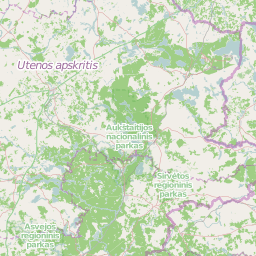 Utenos apskritis
Aukštaitijos
nacionalinis
parkas
Sirvėtos
regioninis
parkas
Asvejos
regioninis
parkas